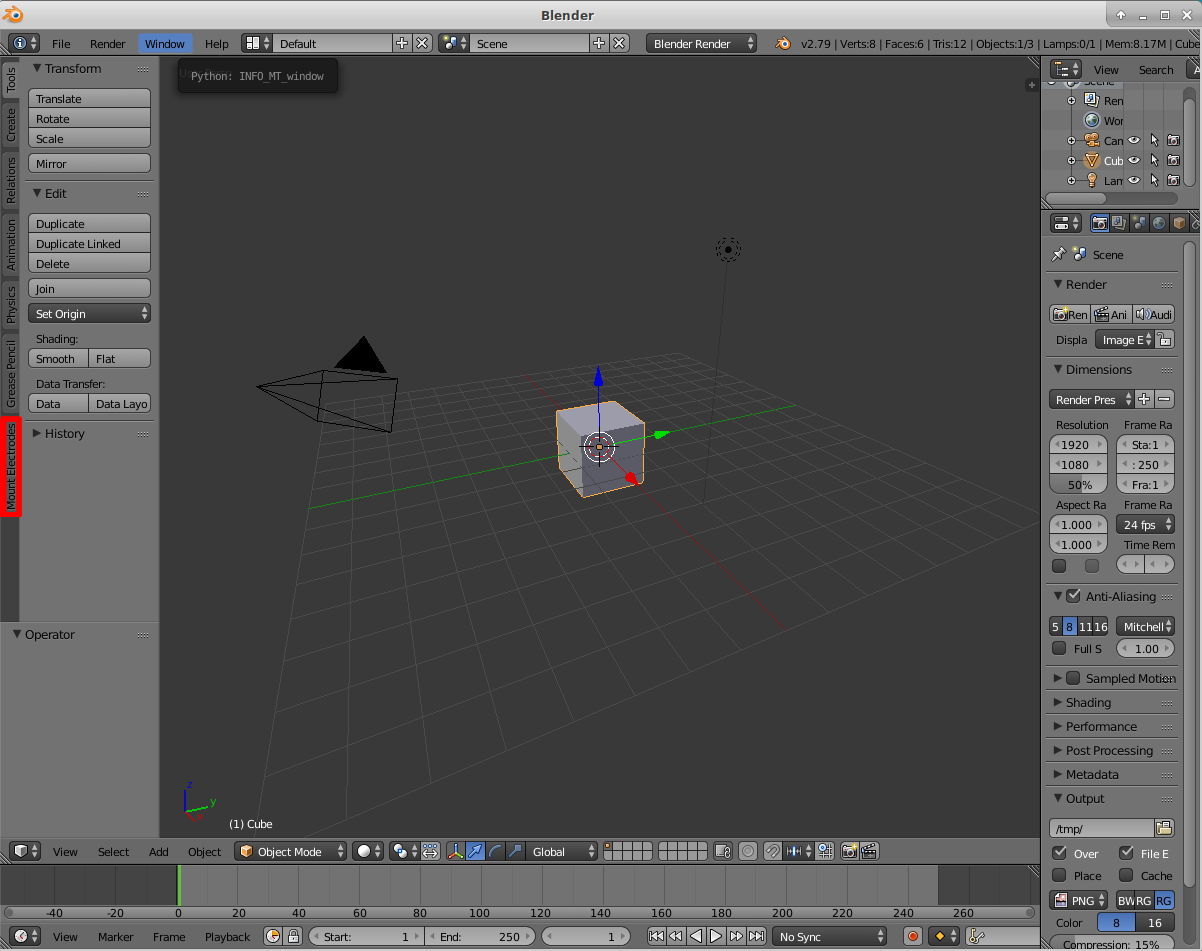 Blender
File Render Window Help Default Scene Blender Render v2.79 | Verts:8 | Faces:6 | Tris:12 | Objects:1/3 | Lamps:0/1 | Mem:8.17M | Cube
Python: INFO_MT_window
Tools
Create
Relations
Animation
Physics
Grease Pencil
Mount Electrodes
Transform
Translate
Rotate
Scale
Mirror
Edit
Duplicate
Duplicate Linked
Delete
Join
Set Origin
Shading:
Smooth Flat
Data Transfer:
Data Data Layo
History
Operator
z
y
x
(1) Cube
View Search A
Scene
Ren
Wor
Cam
Cub
Lam
Scene
Render
Ren Ani Audi
Displa Image E
Dimensions
Render Pres
Resolution Frame Ra
1920 Sta:1
1080 : 250
50% Fra:1
Aspect Ra Frame Ra
1.000 24 fps
1.000 Time Rem
Anti-Aliasing
5 8 11 16 Mitchell
Full S 1.00
Sampled Motion
Shading
Performance
Post Processing
Metadata
Output
/tmp/
Over File E
Place Cache
PNG BW RG RG
Color 8 16
Compression: 15%
View Select Add Object Object Mode Global
-40 -20 0 20 40 60 80 100 120 140 160 180 200 220 240 260
View Marker Frame Playback Start: 1 End: 250 1 No Sync